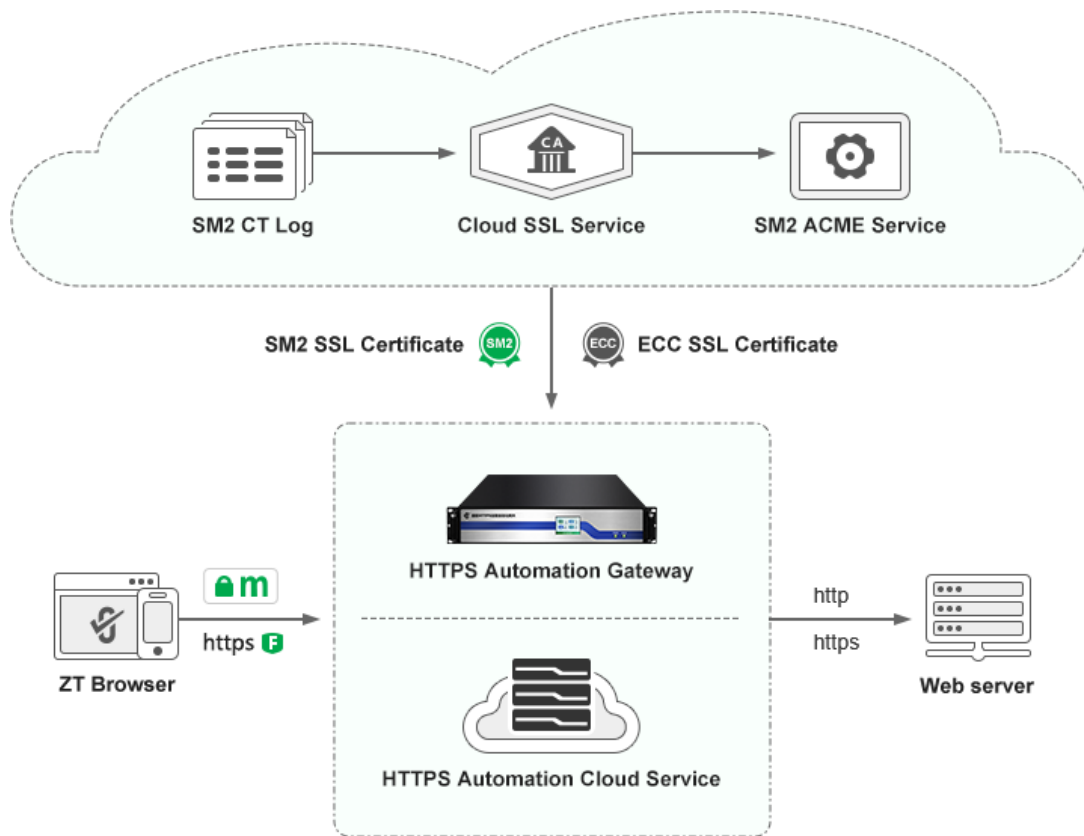 CA
SM2 CT Log
Cloud SSL Service
SM2 ACME Service
SM2 SSL Certificate
SM2
ECC
ECC SSL Certificate
HTTPS Automation Gateway
m
https F
ZT Browser
http
https
Web server
HTTPS Automation Cloud Service